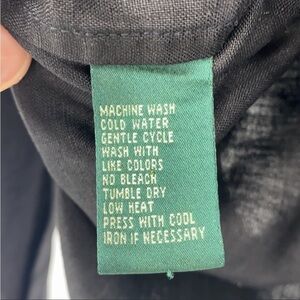 MACHINE WASH
COLD WATER
GENTLE CYCLE
WASH WITH
LIKE COLORS
NO BLEACH
TUMBLE DRY
LOW HEAT
PRESS WITH COOL
IRON IF NECESSARY